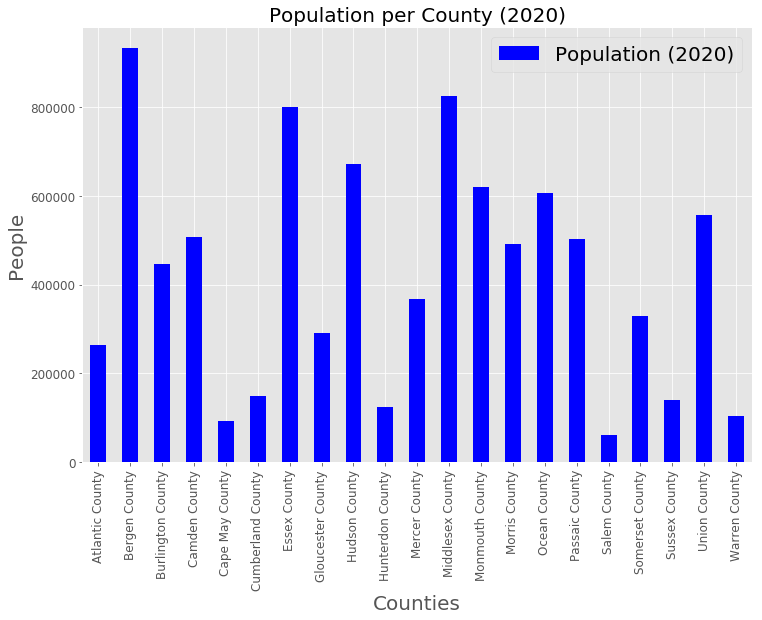 Population per County (2020)
Population (2020)
People
800000
600000
400000
200000
0
Atlantic County
Bergen County
Burlington County
Camden County
Cape May County
Cumberland County
Essex County
Gloucester County
Hudson County
Hunterdon County
Mercer County
Middlesex County
Monmouth County
Morris County
Ocean County
Passaic County
Salem County
Somerset County
Sussex County
Union County
Warren County
Counties